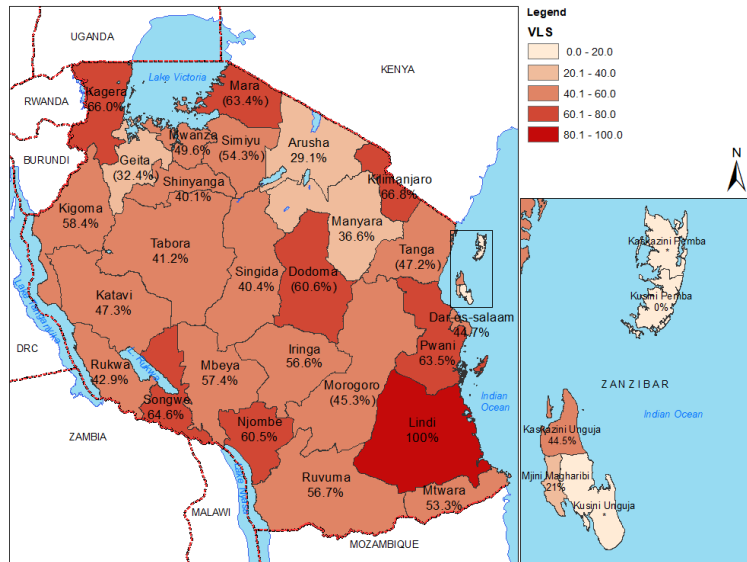 UGANDA
Lake Victoria
KENYA
RWANDA
Kagera
66.0%
Mara
(63.4%)
BURUNDI
Mwanza
49.6%
Simiyu
(54.3%)
Arusha
29.1%
Geita
(32.4%)
Shinyanga
40.1%
Kilimanjaro
66.8%
Kigoma
58.4%
Manyara
36.6%
Tabora
41.2%
Tanga
(47.2%)
Singida
40.4%
Dodoma
(60.6%)
Katavi
47.3%
Dar-es-salaam
44.7%
Pwani
63.5%
DRC
Lake Tanganyika
Rukwa
42.9%
L. Rukwa
Mbeya
57.4%
Iringa
56.6%
Morogoro
(45.3%)
Songwe
64.6%
Njombe
60.5%
Lindi
100%
Indian
Ocean
ZAMBIA
Ruvuma
56.7%
Mtwara
53.3%
MALAWI
MOZAMBIQUE
Legend
VLS
0.0 - 20.0
20.1 - 40.0
40.1 - 60.0
60.1 - 80.0
80.1 - 100.0
N
Kaskazini Pemba
*
Kusini Pemba
0%
ZANZIBAR
Indian Ocean
Kaskazini Unguja
44.5%
Mjini Magharibi
21%
Kusini Unguja
*